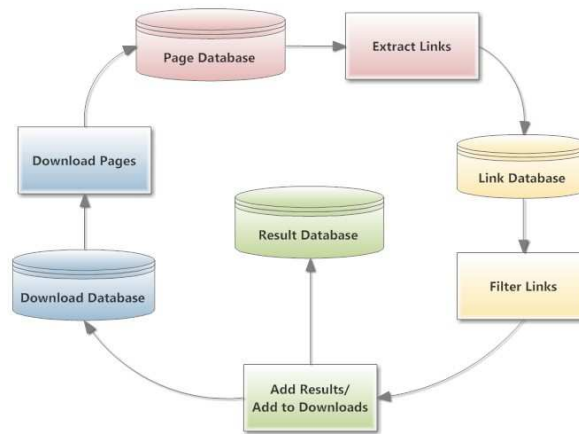 Page Database
Extract Links
Download Pages
Link Database
Result Database
Download Database
Filter Links
Add Results/
Add to Downloads